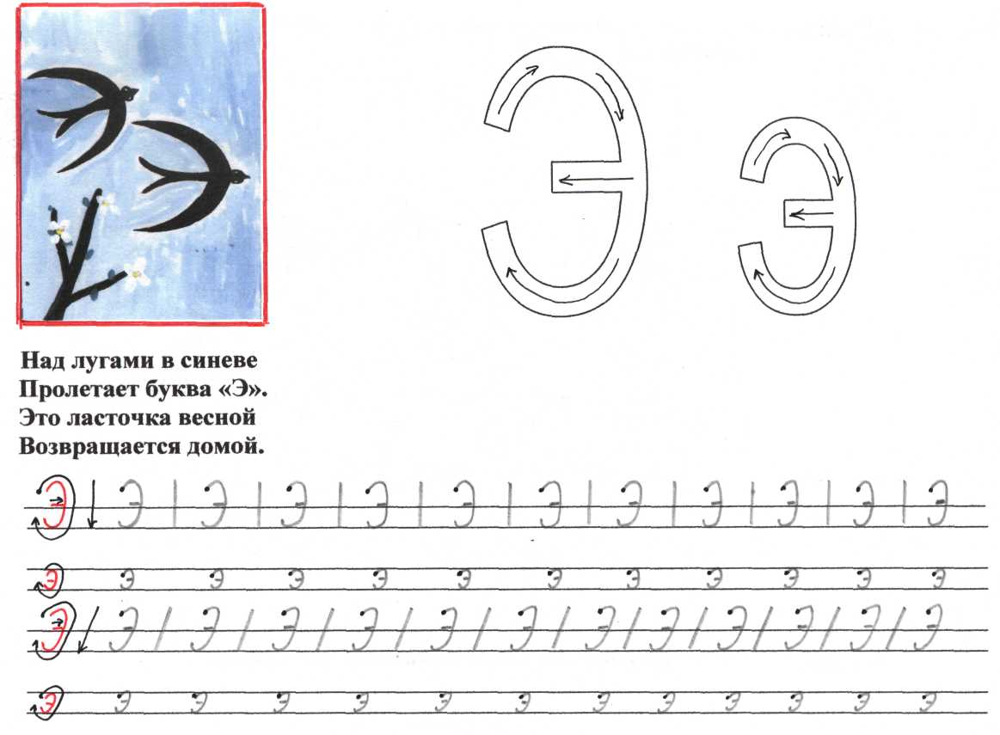 Э э
Над лугами в синеве
Пролетает буква «Э».
Это ласточка весной
Возвращается домой.
Э Э Э Э Э Э Э Э Э Э Э Э
э э э э э э э э э э э э
Э Э Э Э Э Э Э Э Э Э Э Э Э
э э э э э э э э э э э э э